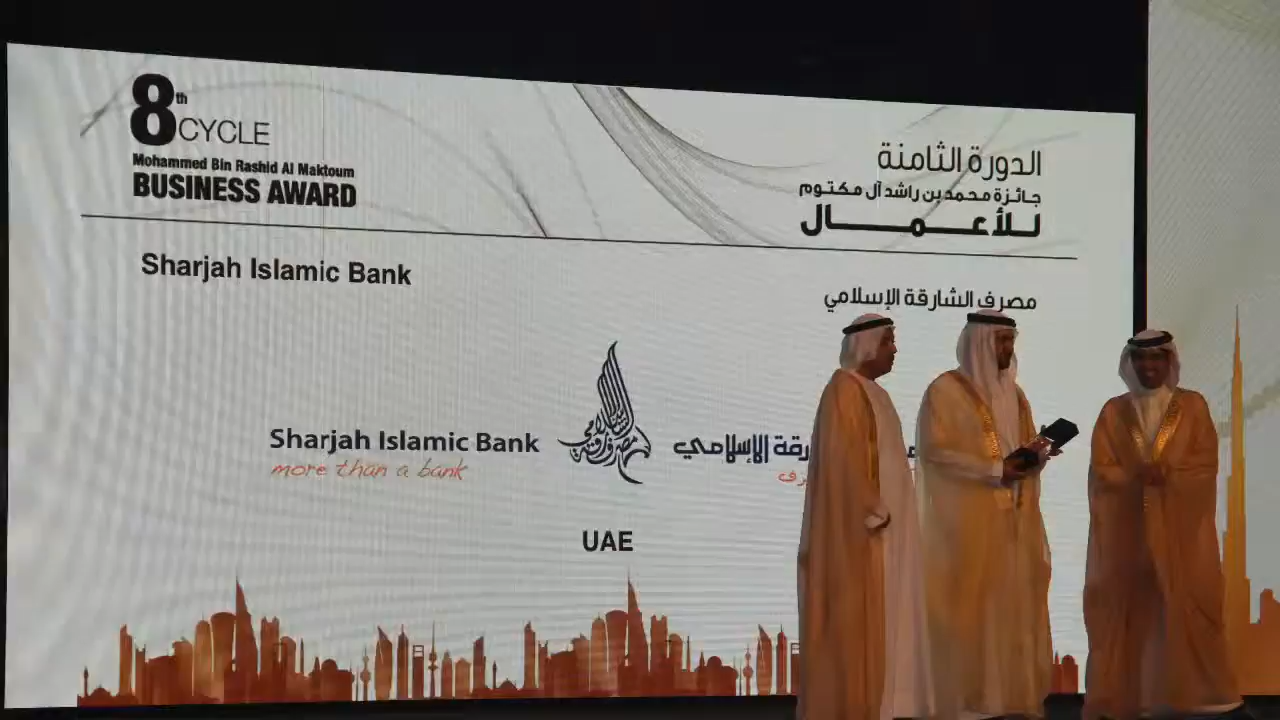 8th
CYCLE
Mohammed Bin Rashid Al Maktoum
BUSINESS AWARD
الدورة الثامنة
جائزة محمد بن راشد آل مكتوم
للأعمال
Sharjah Islamic Bank
مصرف الشارقة الإسلامي
Sharjah Islamic Bank
more than a bank
الإسلامي
UAE